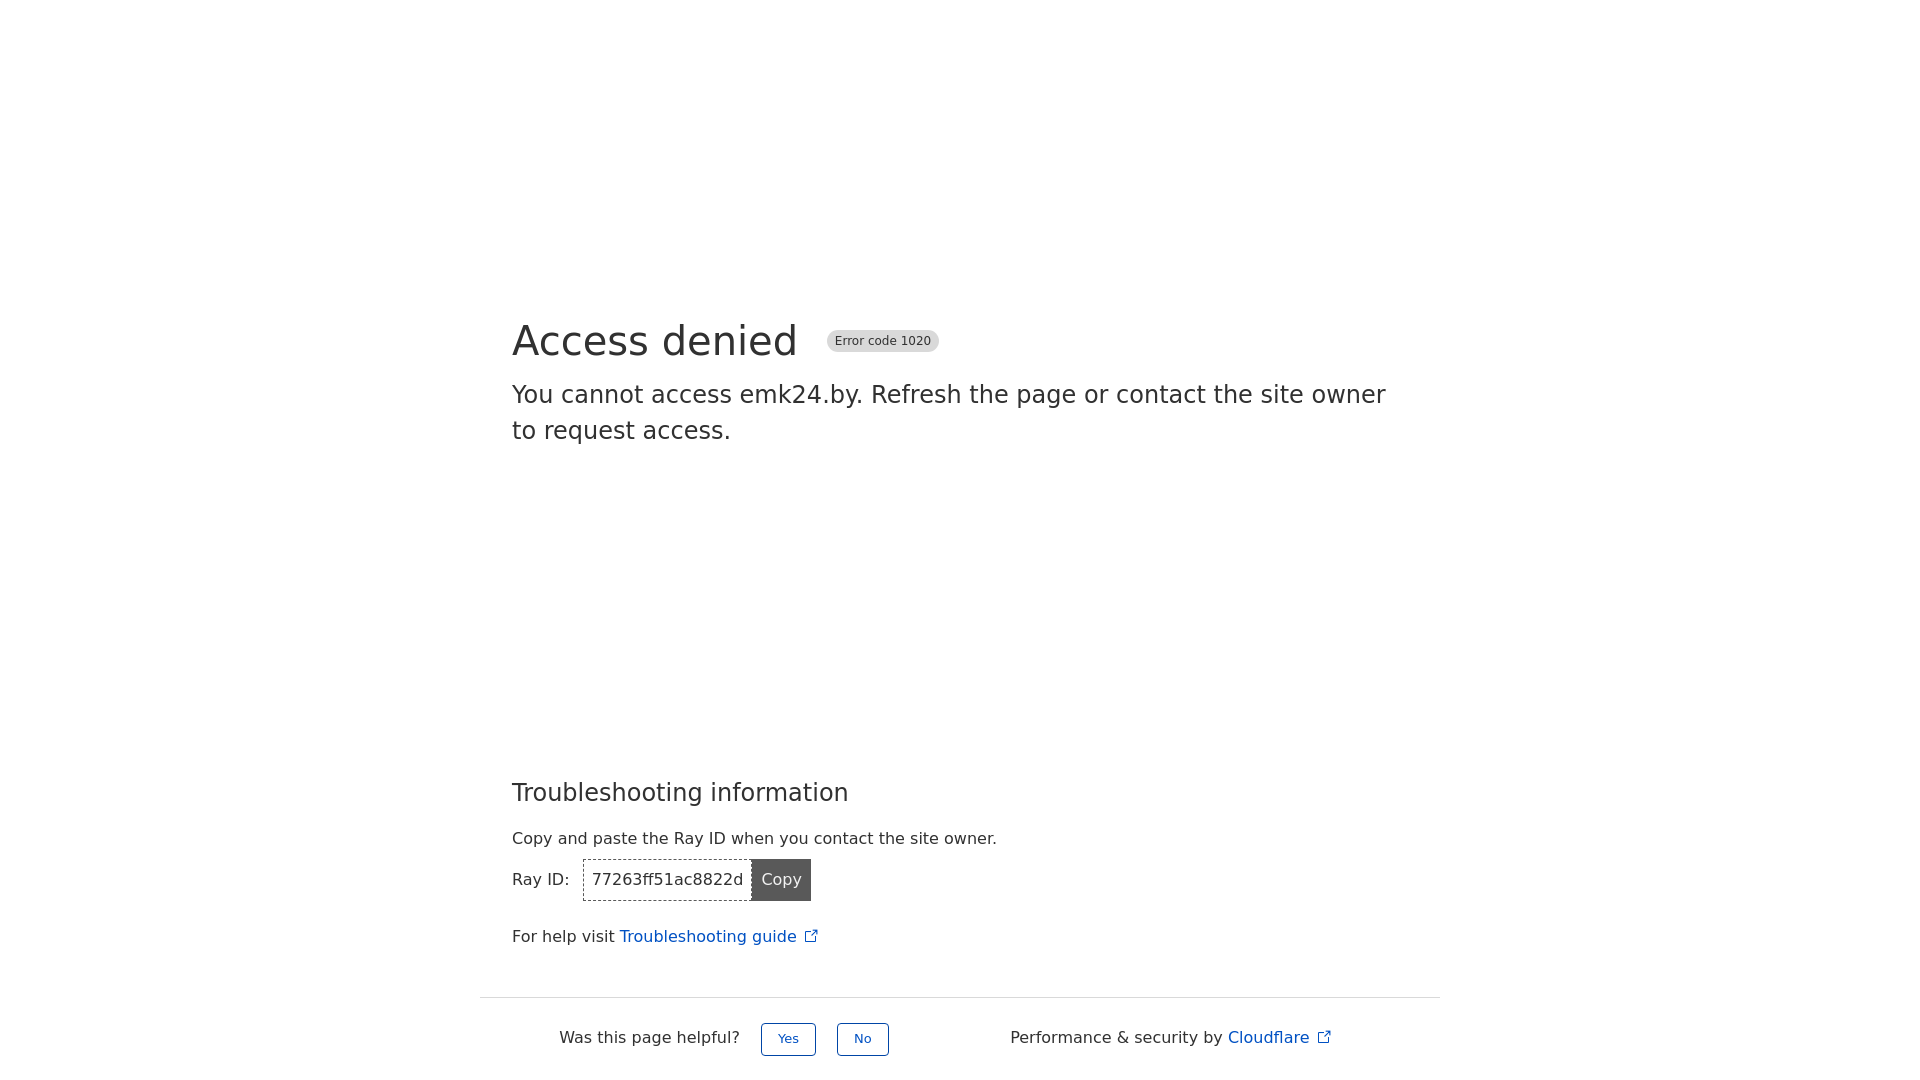 Access denied Error code 1020
You cannot access emk24.by. Refresh the page or contact the site owner
to request access.
Troubleshooting information
Copy and paste the Ray ID when you contact the site owner.
Ray ID: 77263ff51ac8822d Copy
For help visit Troubleshooting guide
Was this page helpful? Yes No Performance & security by Cloudflare